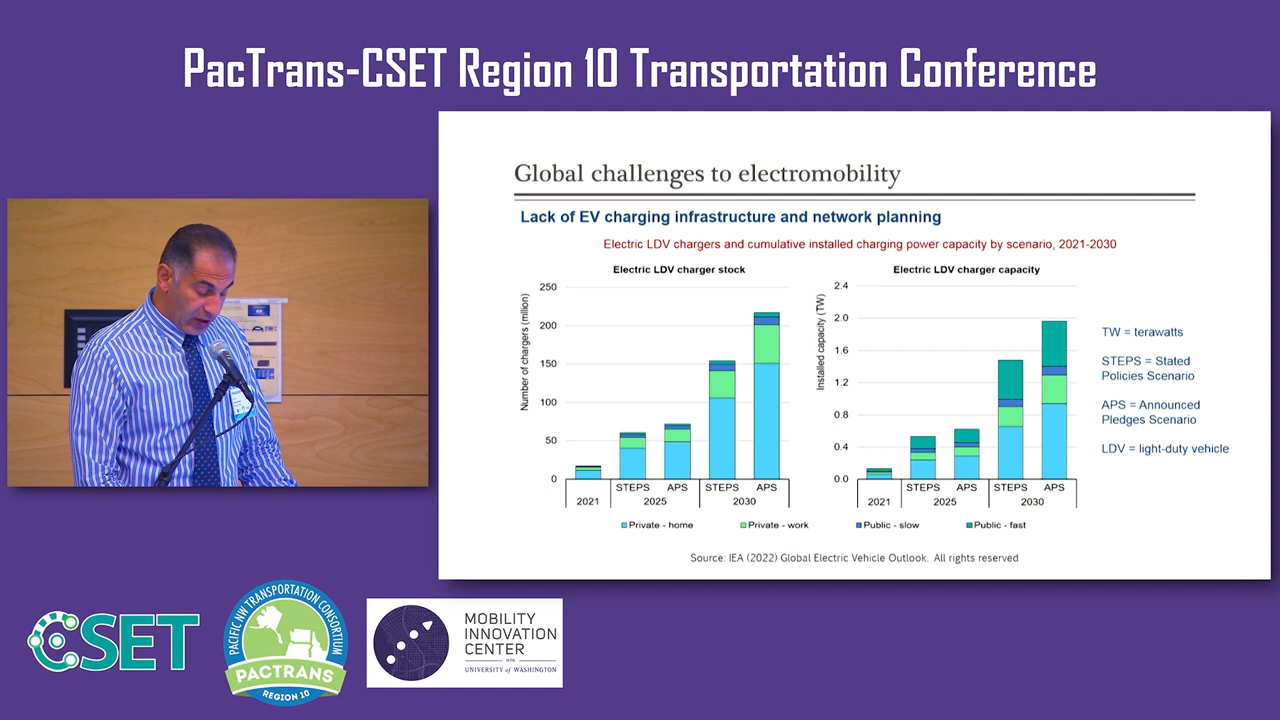 PacTrans-CSET Region 10 Transportation Conference
Global challenges to electromobility
Lack of EV charging infrastructure and network planning
Electric LDV chargers and cumulative installed charging power capacity by scenario, 2021-2030
Electric LDV charger stock
Number of chargers (million)
250
200
150
100
50
0
STEPS APS STEPS APS
2021 2025 2030
Electric LDV charger capacity
Installed capacity (TW)
2.4
2.0
1.6
1.2
0.8
0.4
0.0
STEPS APS STEPS APS
2021 2025 2030
Private - home Private - work Public - slow Public - fast
TW = terawatts
STEPS = Stated
Policies Scenario
APS = Announced
Pledges Scenario
LDV = light-duty vehicle
Source: IEA (2022) Global Electric Vehicle Outlook. All rights reserved
CSET
PACIFIC NW TRANSPORTATION CONSORTIUM
PACTRANS
REGION 10
MOBILITY
INNOVATION
CENTER
UNIVERSITY of WASHINGTON